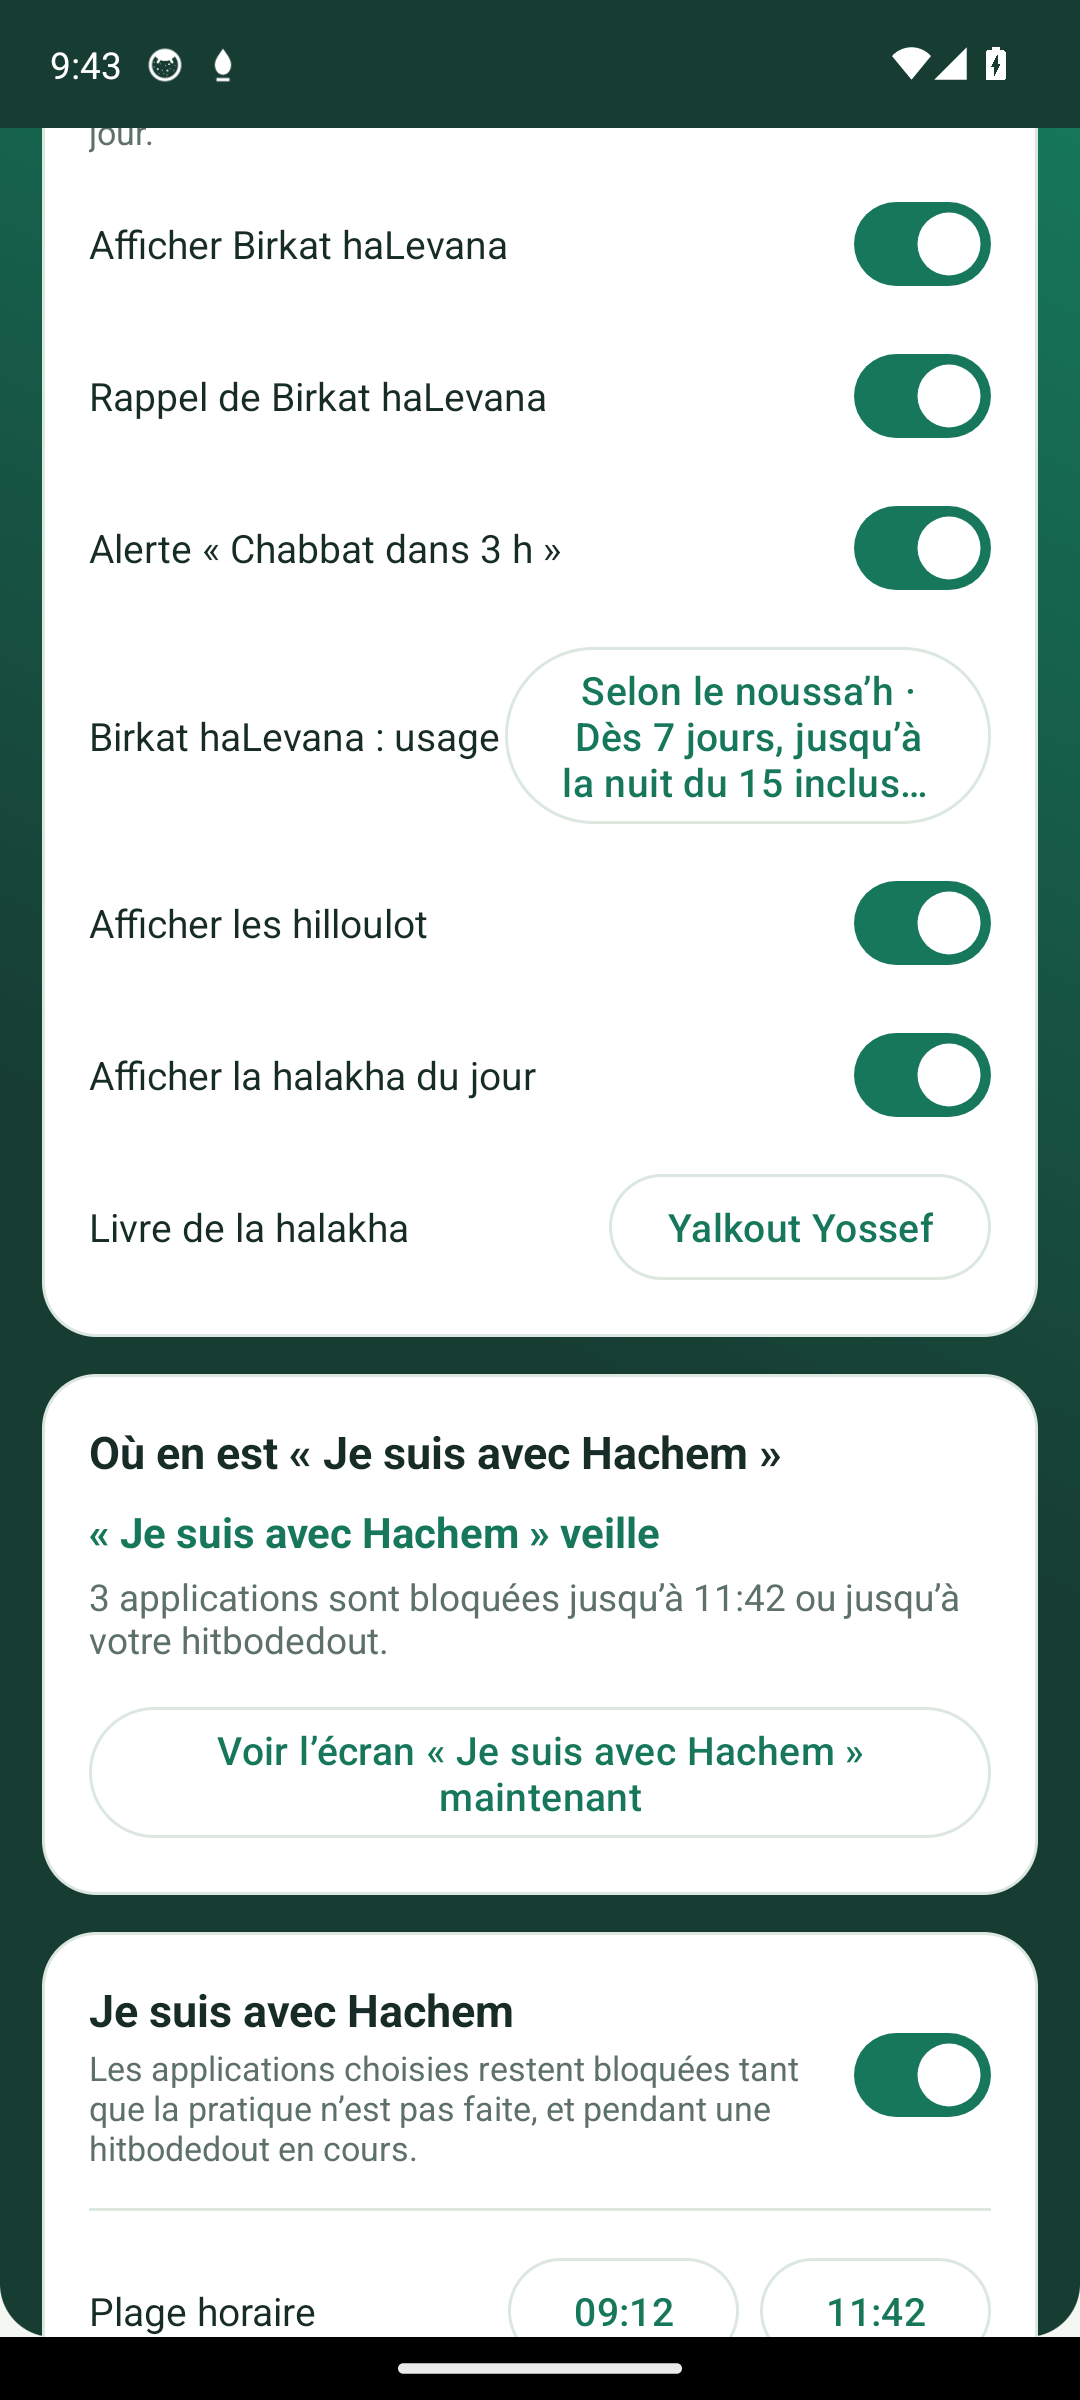 9:43
jour.
Afficher Birkat haLevana
Rappel de Birkat haLevana
Alerte « Chabbat dans 3 h »
Birkat haLevana : usage
Selon le noussa’h ·
Dès 7 jours, jusqu’à
la nuit du 15 inclus…
Afficher les hilloulot
Afficher la halakha du jour
Livre de la halakha
Yalkout Yossef
Où en est « Je suis avec Hachem »
« Je suis avec Hachem » veille
3 applications sont bloquées jusqu’à 11:42 ou jusqu’à
votre hitbodedout.
Voir l’écran « Je suis avec Hachem »
maintenant
Je suis avec Hachem
Les applications choisies restent bloquées tant
que la pratique n’est pas faite, et pendant une
hitbodedout en cours.
Plage horaire
09:12
11:42